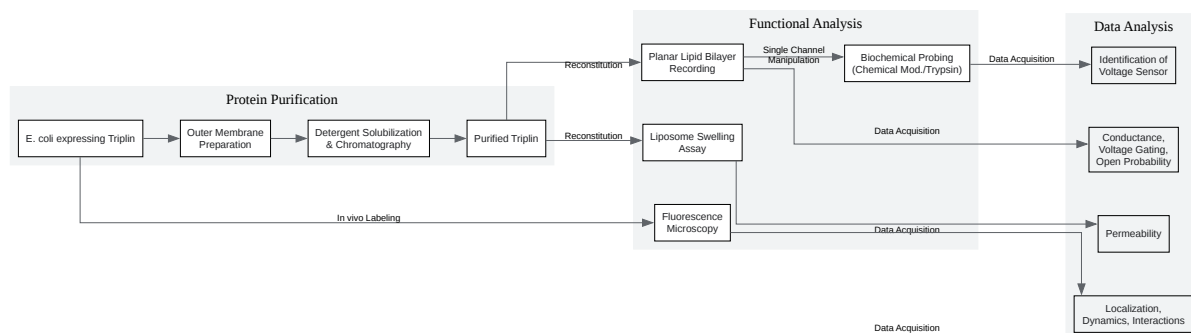 Functional Analysis
Data Analysis
Protein Purification
E. coli expressing Triplin
Outer Membrane
Preparation
Detergent Solubilization
& Chromatography
Purified Triplin
Reconstitution
Reconstitution
In vivo Labeling
Planar Lipid Bilayer
Recording
Single Channel
Manipulation
Biochemical Probing
(Chemical Mod./Trypsin)
Data Acquisition
Identification of
Voltage Sensor
Liposome Swelling
Assay
Data Acquisition
Conductance,
Voltage Gating,
Open Probability
Fluorescence
Microscopy
Data Acquisition
Permeability
Data Acquisition
Localization,
Dynamics, Interactions